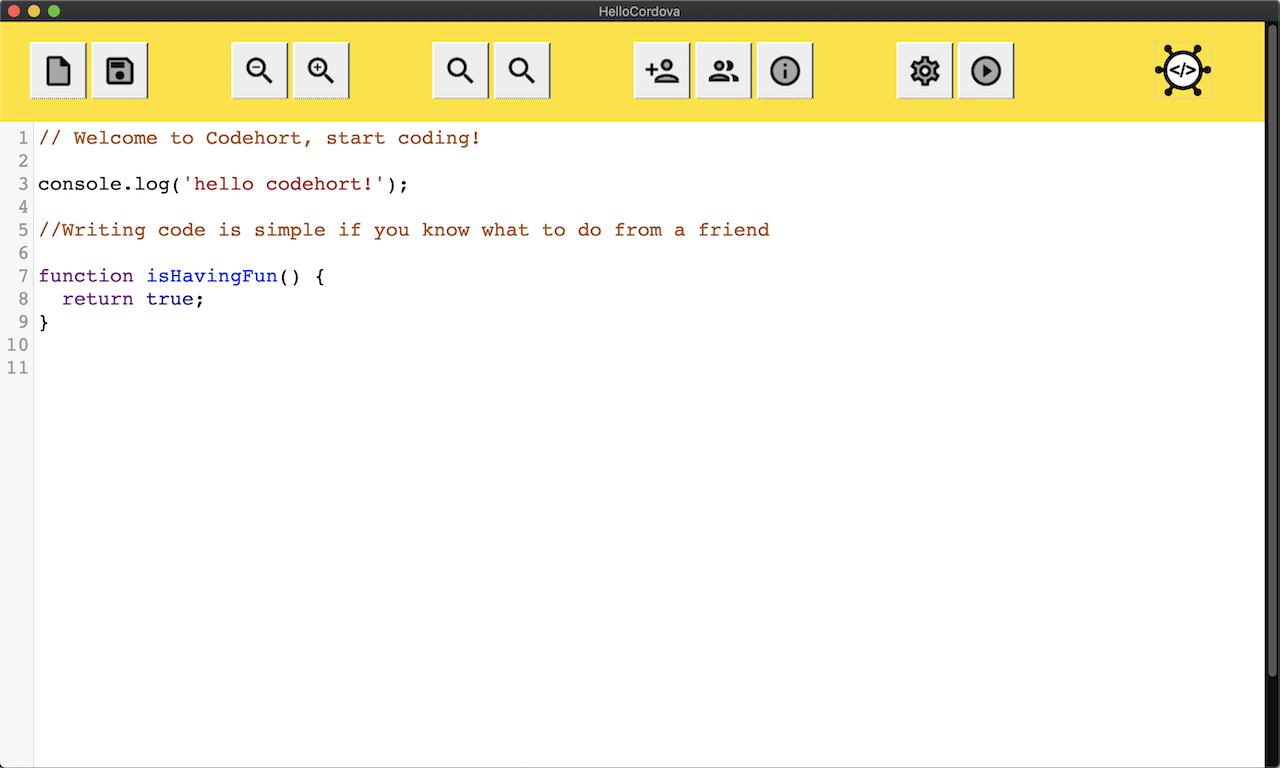 HelloCordova
</>
1 // Welcome to Codehort, start coding!
2
3 console.log('hello codehort!');
4
5 //Writing code is simple if you know what to do from a friend
6
7 function isHavingFun() {
8   return true;
9 }
10
11